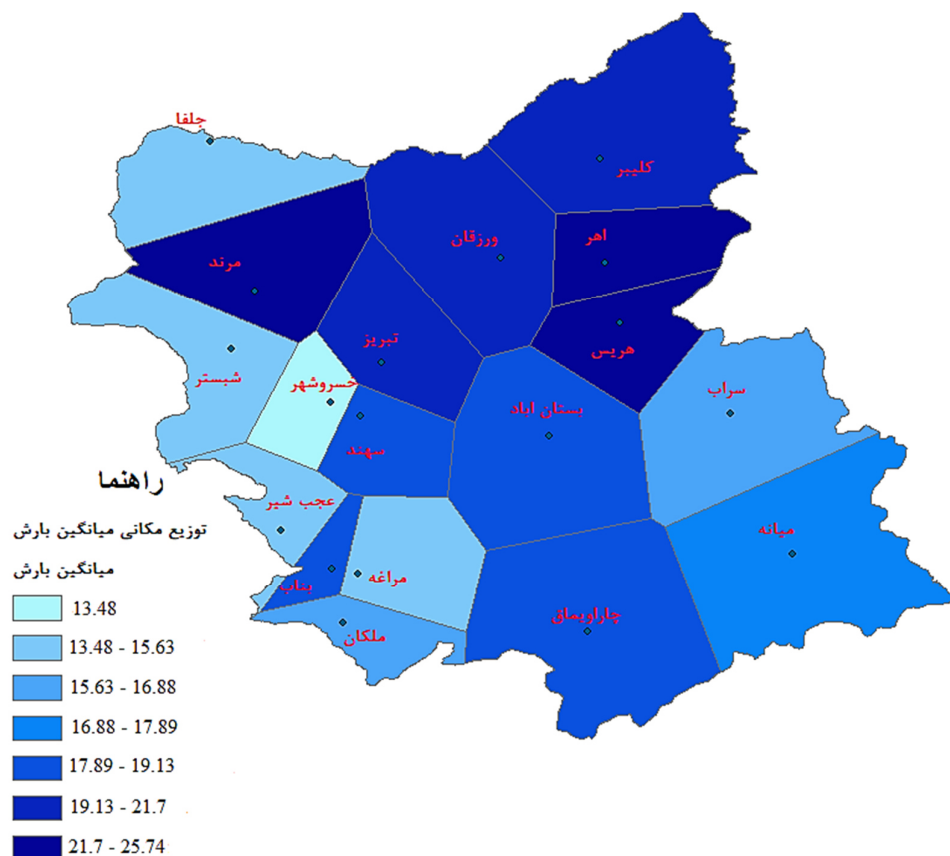 جلفا
کلیبر
ورزقان
اهر
مرند
تبریز
هریس
شبستر
خسروشهر
سراب
بستان اباد
سهند
راهنما
عجب شیر
میانه
توزیع مکانی میانگین بارش
میانگین بارش
مراغه
بناب
چاراویماق
ملکان
13.48
13.48 - 15.63
15.63 - 16.88
16.88 - 17.89
17.89 - 19.13
19.13 - 21.7
21.7 - 25.74